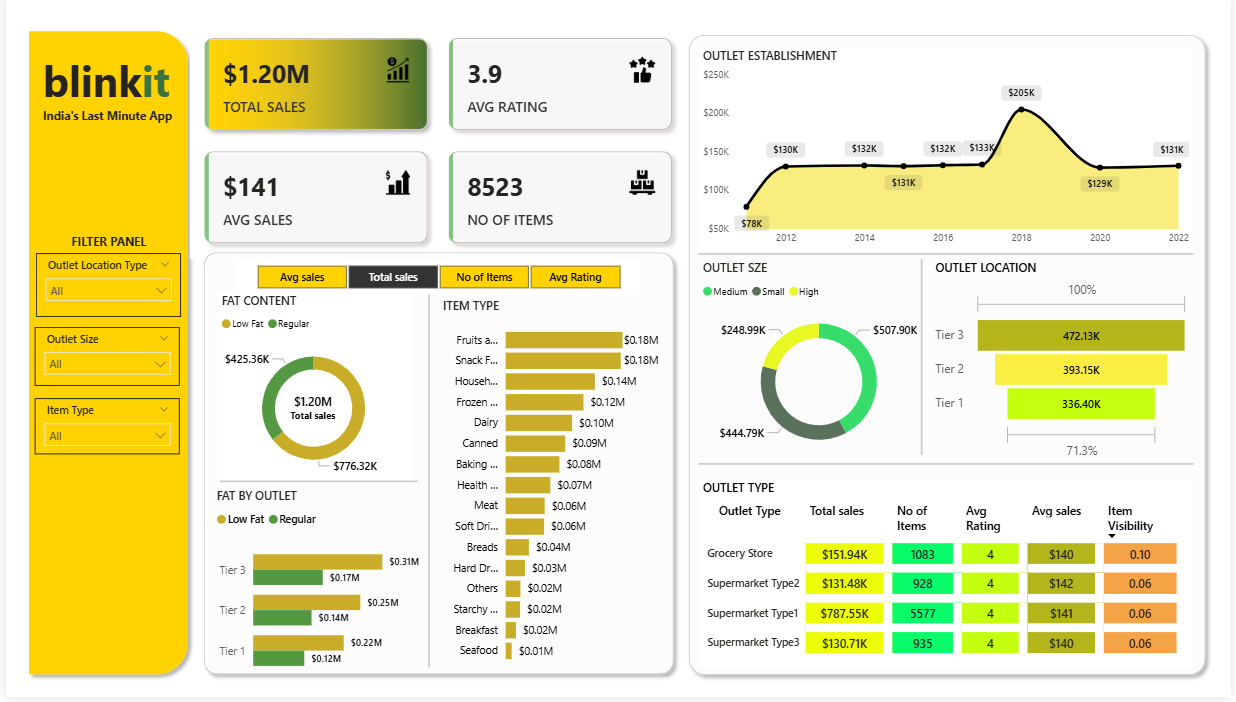 blinkit
India's Last Minute App
FILTER PANEL
Outlet Location Type
All
Outlet Size
All
Item Type
All
$1.20M
TOTAL SALES
3.9
AVG RATING
$141
AVG SALES
8523
NO OF ITEMS
Avg sales
Total sales
No of Items
Avg Rating
FAT CONTENT
Low Fat Regular
$425.36K
$1.20M
Total sales
$776.32K
FAT BY OUTLET
Low Fat Regular
Tier 3 $0.31M
$0.17M
Tier 2 $0.25M
$0.14M
Tier 1 $0.22M
$0.12M
ITEM TYPE
Fruits a... $0.18M
Snack F... $0.18M
Househ... $0.14M
Frozen ... $0.12M
Dairy $0.10M
Canned $0.09M
Baking ... $0.08M
Health ... $0.07M
Meat $0.06M
Soft Dri... $0.06M
Breads $0.04M
Hard Dr... $0.03M
Others $0.02M
Starchy ... $0.02M
Breakfast $0.02M
Seafood $0.01M
OUTLET ESTABLISHMENT
$250K
$200K
$150K
$100K
$50K
$78K
$130K
$132K
$131K
$132K
$133K
$205K
$129K
$131K
2012 2014 2016 2018 2020 2022
OUTLET SIZE
Medium Small High
$248.99K
$507.90K
$444.79K
OUTLET LOCATION
100%
Tier 3 472.13K
Tier 2 393.15K
Tier 1 336.40K
71.3%
OUTLET TYPE
Outlet Type Total sales No of Items Avg Rating Avg sales Item Visibility
Grocery Store $151.94K 1083 4 $140 0.10
Supermarket Type2 $131.48K 928 4 $142 0.06
Supermarket Type1 $787.55K 5577 4 $141 0.06
Supermarket Type3 $130.71K 935 4 $140 0.06